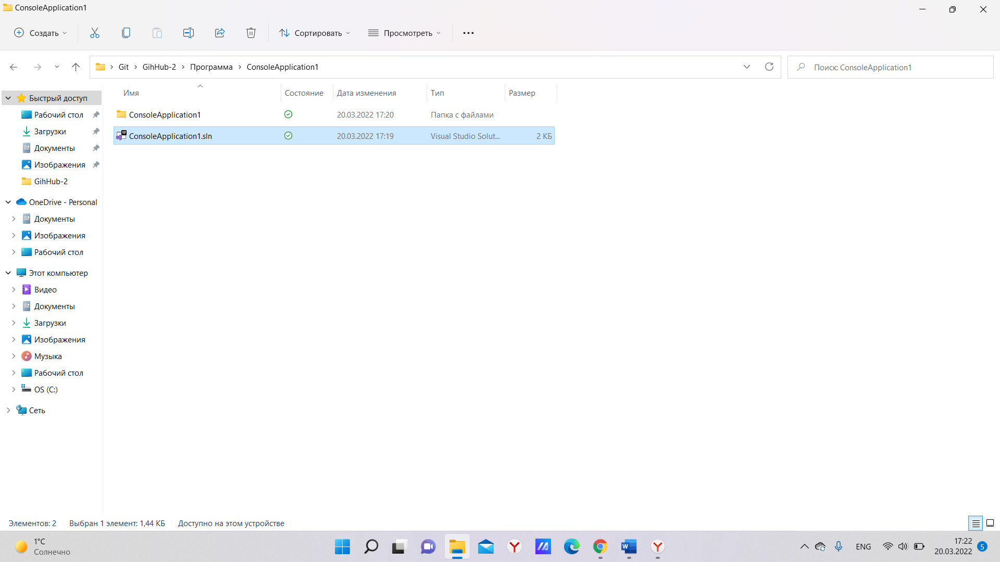 ConsoleApplication1
Создать
Сортировать
Просмотреть
Git
GihHub-2
Программа
ConsoleApplication1
Поиск: ConsoleApplication1
Имя
Состояние
Дата изменения
Тип
Размер
ConsoleApplication1
20.03.2022 17:20
Папка с файлами
ConsoleApplication1.sln
20.03.2022 17:19
Visual Studio Solut...
2 КБ
Быстрый доступ
Рабочий стол
Загрузки
Документы
Изображения
GihHub-2
OneDrive - Personal
Документы
Изображения
Рабочий стол
Этот компьютер
Видео
Документы
Загрузки
Изображения
Музыка
Рабочий стол
OS (C:)
Сеть
Элементов: 2
Выбран 1 элемент: 1,44 КБ
Доступно на этом устройстве
1°C
Солнечно
ENG
17:22
20.03.2022
5